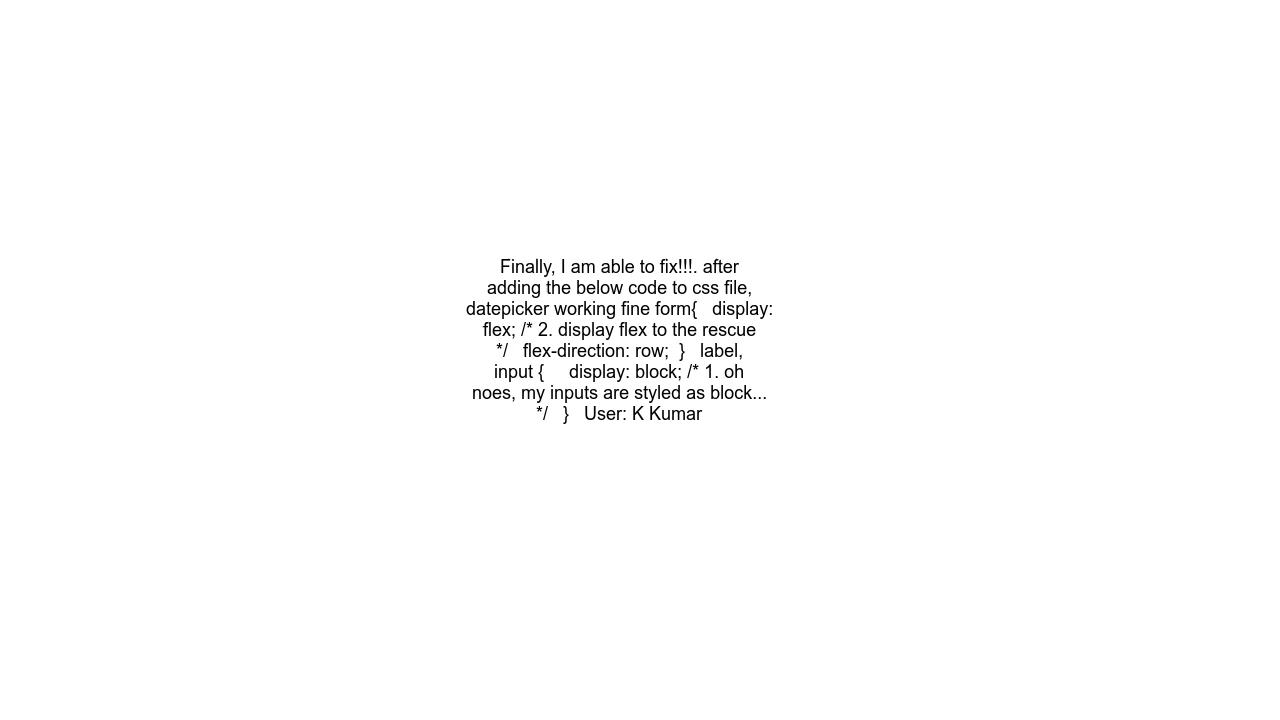 Finally, I am able to fix!!!. after
adding the below code to css file,
datepicker working fine form{   display:
flex; /* 2. display flex to the rescue
*/   flex-direction: row;  }   label,
input {     display: block; /* 1. oh
noes, my inputs are styled as block...
*/   }   User: K Kumar